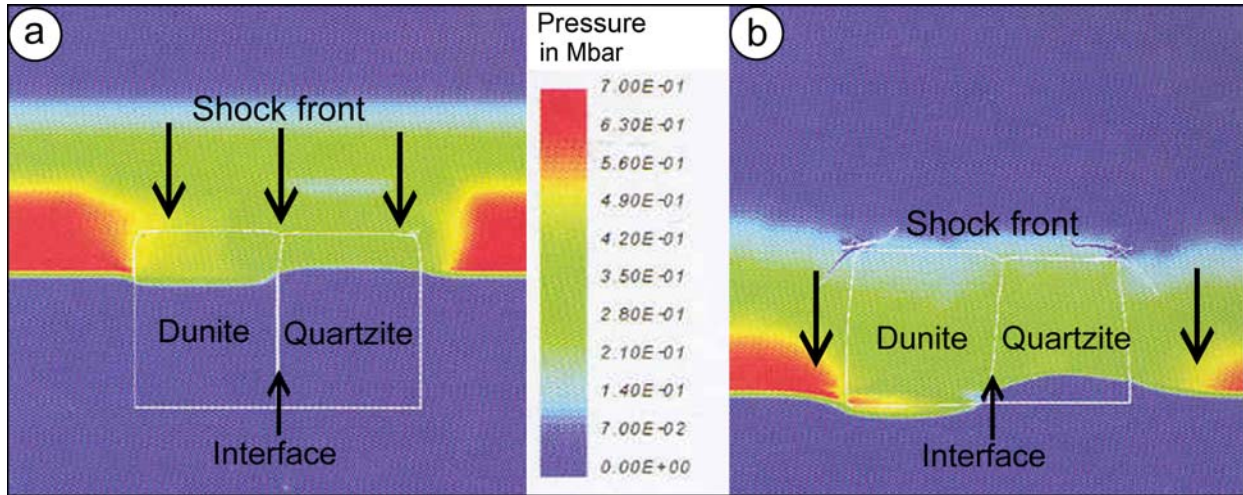 a
Shock front
Dunite
Quartzite
Interface
Pressure
in Mbar
7.00E-01
6.30E-01
5.60E-01
4.90E-01
4.20E-01
3.50E-01
2.80E-01
2.10E-01
1.40E-01
7.00E-02
0.00E+00
b
Shock front
Dunite
Quartzite
Interface